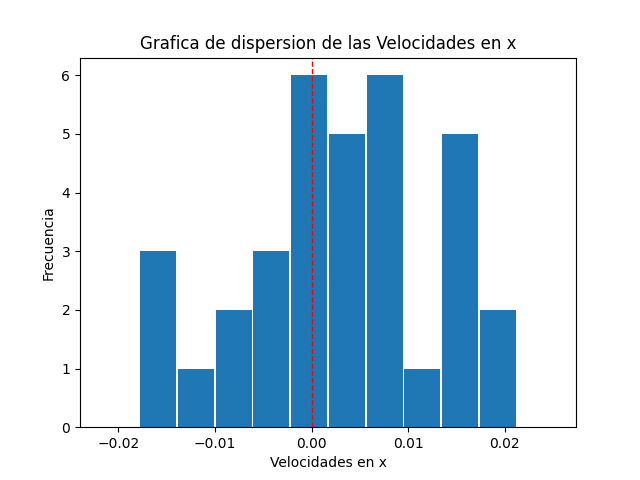 Grafica de dispersion de las Velocidades en x
6
5
4
3
2
1
0
Frecuencia
−0.02 −0.01 0.00 0.01 0.02
Velocidades en x